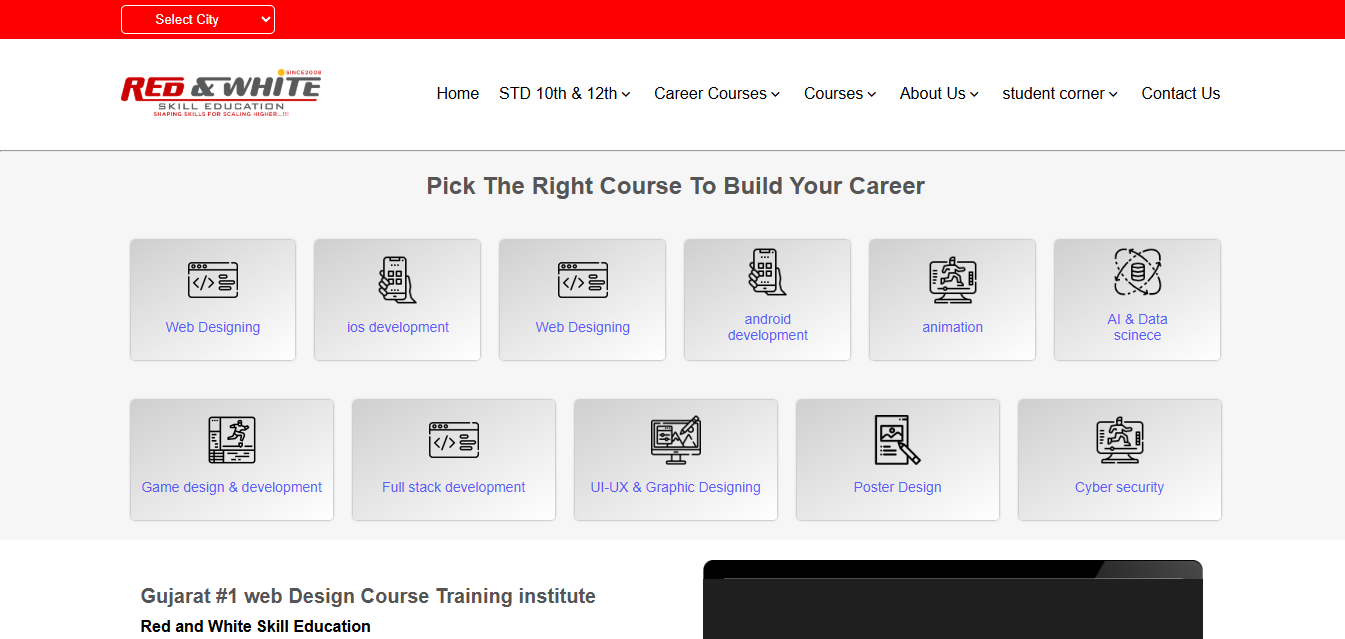 Select City
SINCE2008
RED & WHITE
SKILL EDUCATION
SHAPING SKILLS FOR SCALING HIGHER...!!!
Home STD 10th & 12th Career Courses Courses About Us student corner Contact Us
Pick The Right Course To Build Your Career
Web Designing
ios development
Web Designing
android
development
animation
AI & Data
scinece
Game design & development
Full stack development
UI-UX & Graphic Designing
Poster Design
Cyber security
Gujarat #1 web Design Course Training institute
Red and White Skill Education